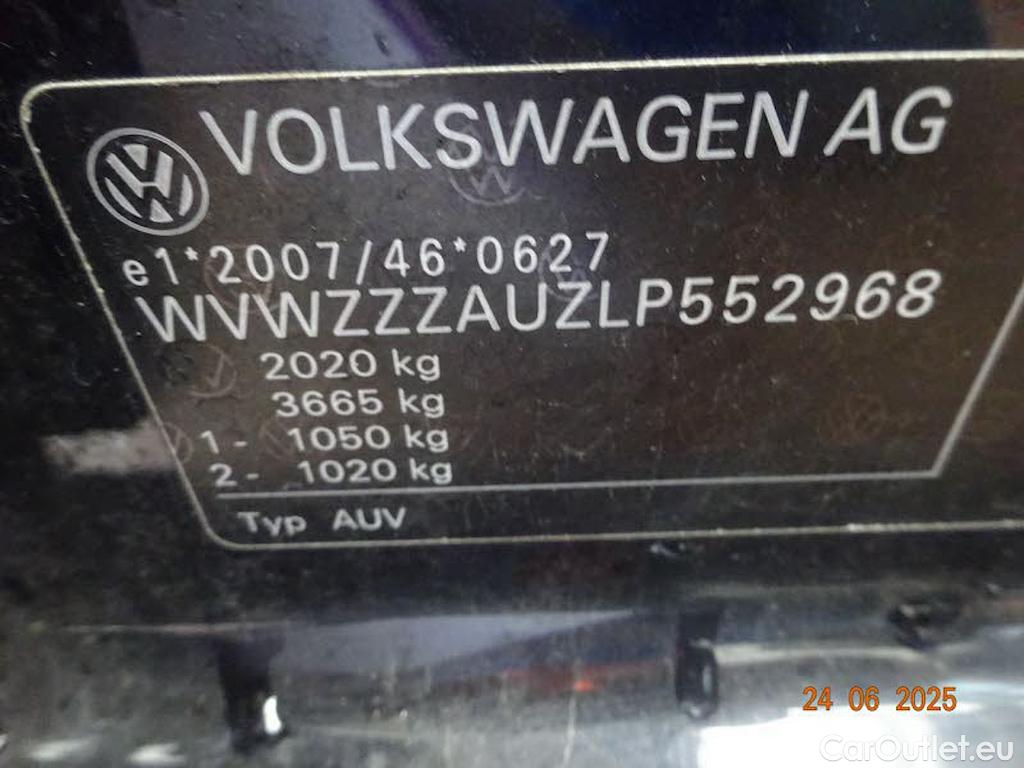 VOLKSWAGEN AG
e1*2007/46*0627
WVWZZZAUZLP552968
2020 kg
3665 kg
1- 1050 kg
2- 1020 kg
Typ AUV
24 06 2025
CarOutlet.eu